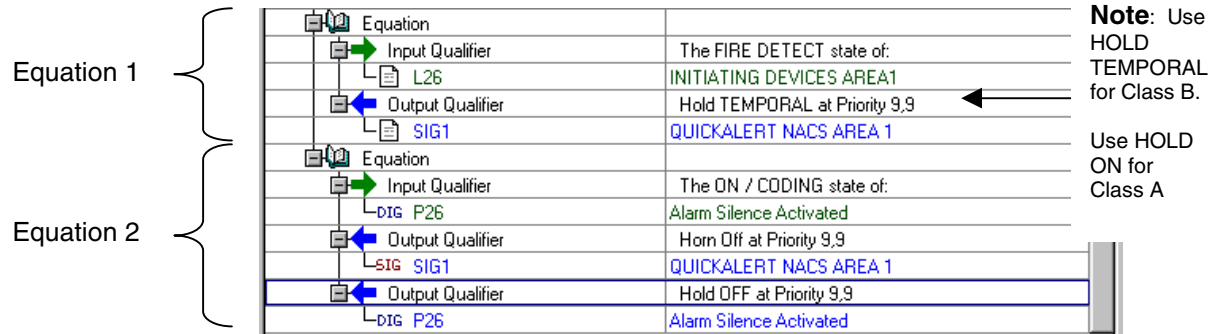 Equation 1
Equation
Input Qualifier The FIRE DETECT state of:
L26 INITIATING DEVICES AREA1
Output Qualifier Hold TEMPORAL at Priority 9,9
SIG1 QUICKALERT NACS AREA 1
Equation 2
Equation
Input Qualifier The ON / CODING state of:
DIG P26 Alarm Silence Activated
Output Qualifier Horn Off at Priority 9,9
SIG SIG1 QUICKALERT NACS AREA 1
Output Qualifier Hold OFF at Priority 9,9
DIG P26 Alarm Silence Activated
Note: Use
HOLD
TEMPORAL
for Class B.
Use HOLD
ON for
Class A